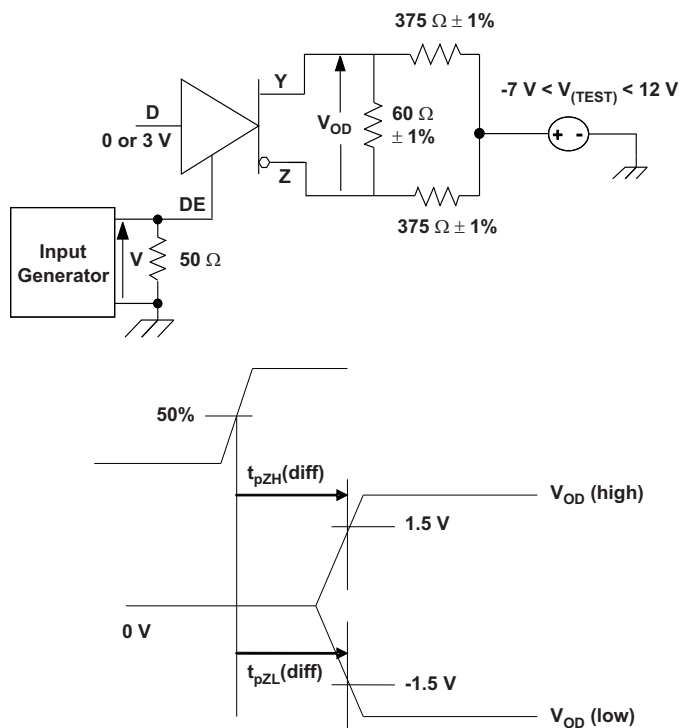 375 Ω ± 1%
Y
-7 V < V(TEST) < 12 V
D
0 or 3 V
VOD
60 Ω
± 1%
+ -
Z
DE
375 Ω ± 1%
Input
Generator
V
50 Ω
50%
tpZH(diff)
VOD (high)
1.5 V
0 V
tpZL(diff)
-1.5 V
VOD (low)